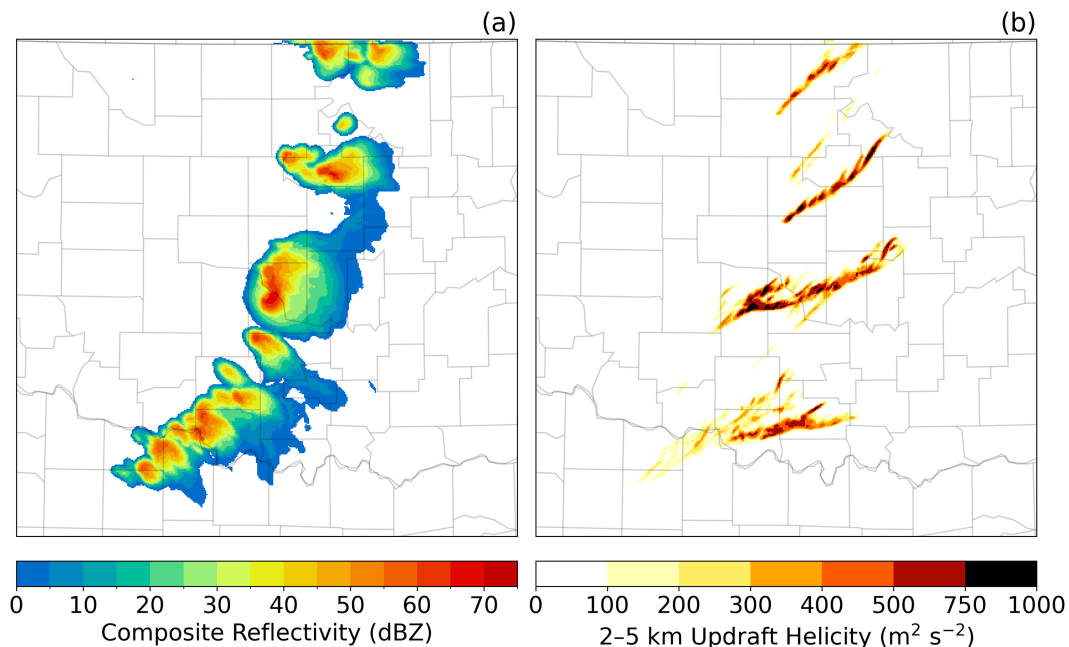 (a)
(b)
0 10 20 30 40 50 60 70
Composite Reflectivity (dBZ)
0 100 200 300 400 500 750 1000
2–5 km Updraft Helicity (m² s⁻²)